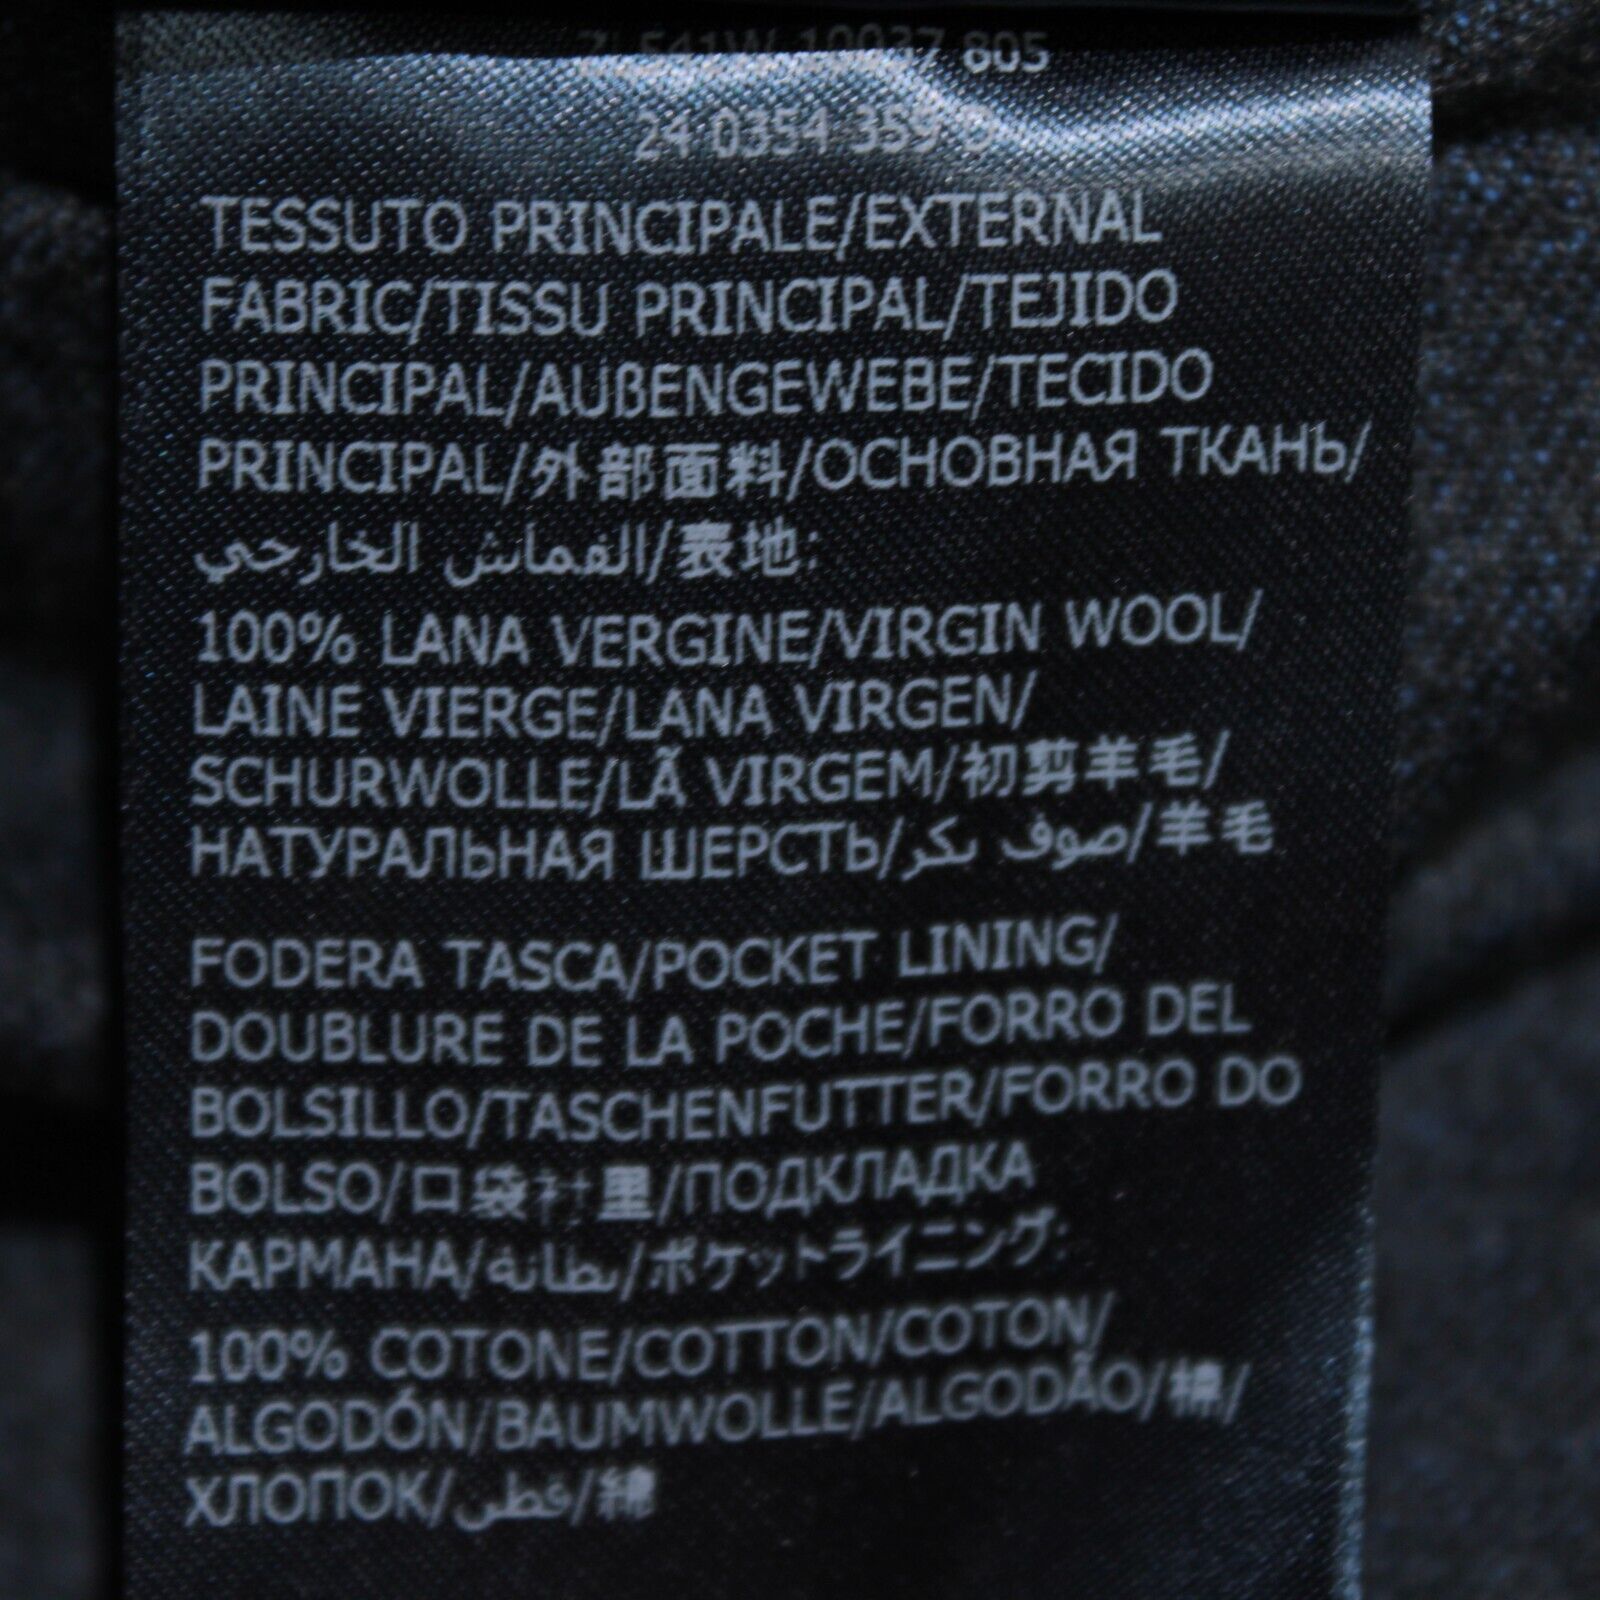 805
24 0354 359
TESSUTO PRINCIPALE/EXTERNAL
FABRIC/TISSU PRINCIPAL/TEJIDO
PRINCIPAL/AUßENGEWEBE/TECIDO
PRINCIPAL/外部面料/ОСНОВНАЯ ТКАНЬ/
القماش الخارجي/表地:
100% LANA VERGINE/VIRGIN WOOL/
LAINE VIERGE/LANA VIRGEN/
SCHURWOLLE/LÃ VIRGEM/初剪羊毛/
НАТУРАЛЬНАЯ ШЕРСТЬ/صوف بكر/羊毛
FODERA TASCA/POCKET LINING/
DOUBLURE DE LA POCHE/FORRO DEL
BOLSILLO/TASCHENFUTTER/FORRO DO
BOLSO/口袋衬里/ПОДКЛАДКА
КАРМАНА/بطانة/ポケットライニング:
100% COTONE/COTTON/COTON/
ALGODÓN/BAUMWOLLE/ALGODÃO/棉/
ХЛОПОК/قطن/綿